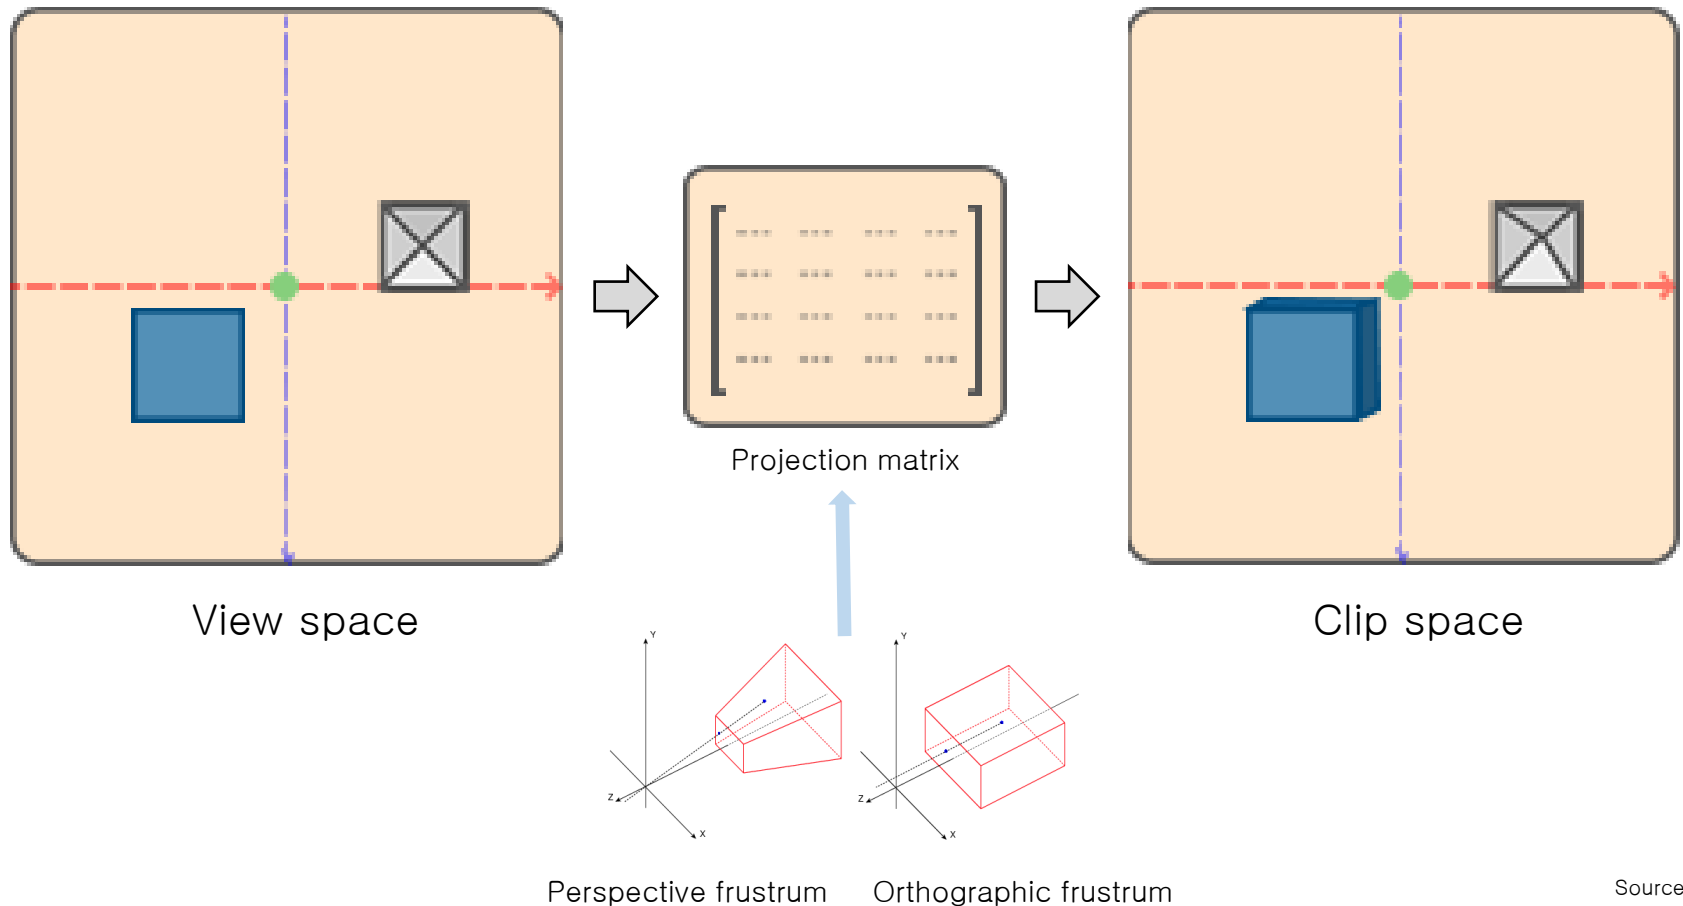 Projection matrix
View space
Clip space
Y
Z
X
Y
Z
X
Perspective frustrum
Orthographic frustrum
Source